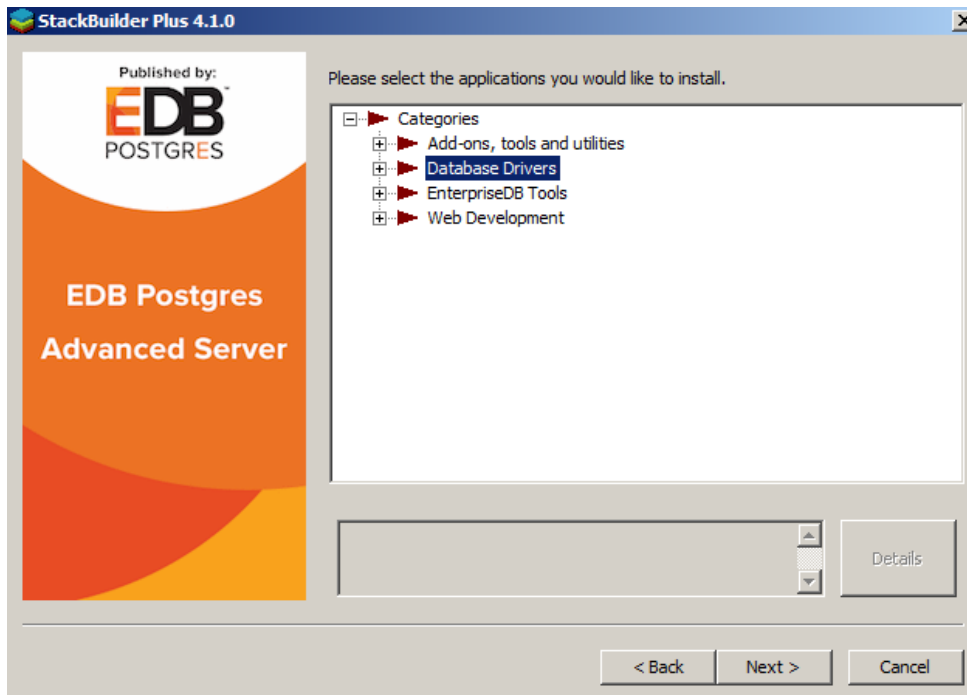 StackBuilder Plus 4.1.0
Published by:
EDB
POSTGRES
EDB Postgres
Advanced Server
Please select the applications you would like to install.
Categories
Add-ons, tools and utilities
Database Drivers
EnterpriseDB Tools
Web Development
Details
< Back
Next >
Cancel